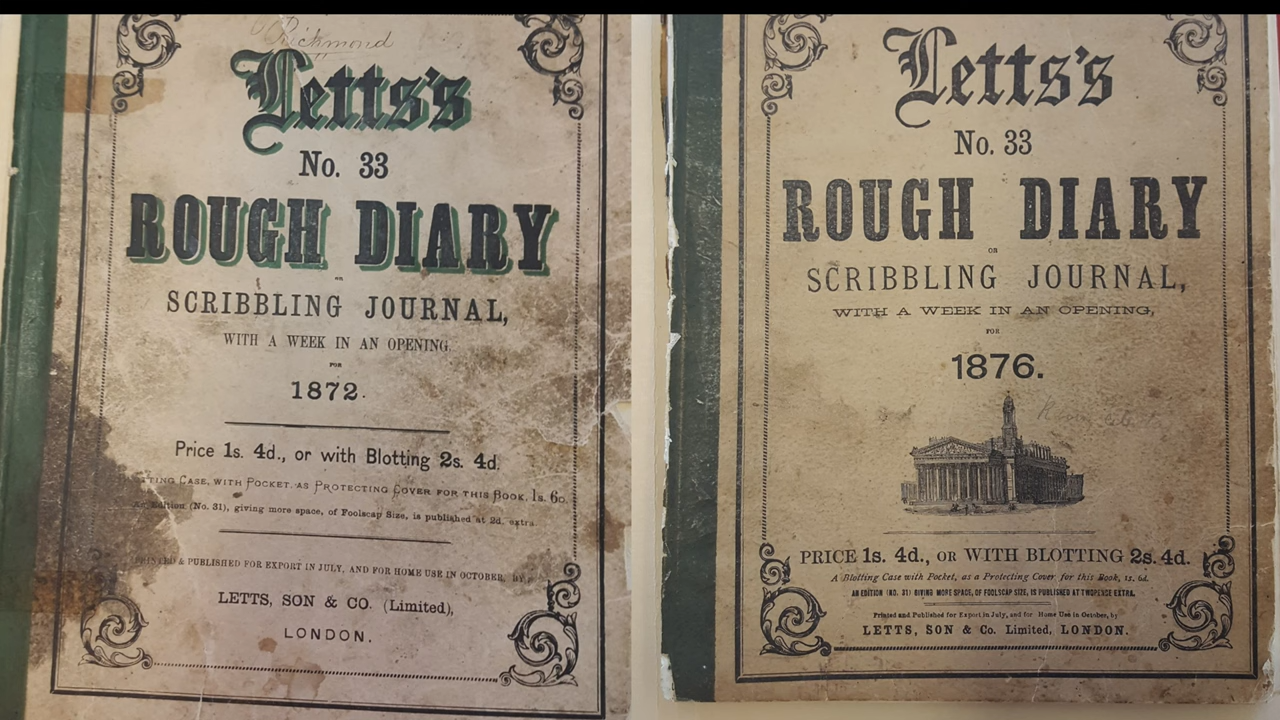 Richmond
Letts's
No. 33
ROUGH DIARY
OR
SCRIBBLING JOURNAL,
WITH A WEEK IN AN OPENING.
FOR
1872.
Price 1s. 4d., or with Blotting 2s. 4d.
CASE, WITH POCKET. AS PROTECTING COVER FOR THIS BOOK, 1s. 6D.
An Edition (No. 31), giving more space, of Foolscap Size, is published at 2d. extra.
PRINTED & PUBLISHED FOR EXPORT IN JULY, AND FOR HOME USE IN OCTOBER, BY
LETTS, SON & CO. (Limited),
LONDON.
Letts's
No. 33
ROUGH DIARY
OR
SCRIBBLING JOURNAL,
WITH A WEEK IN AN OPENING,
FOR
1876.
PRICE 1s. 4d., OR WITH BLOTTING 2s. 4d.
A Blotting Case with Pocket, as a Protecting Cover for this Book, 1s. 6d.
AN EDITION (NO. 31) GIVING MORE SPACE, OF FOOLSCAP SIZE, IS PUBLISHED AT TWOPENCE EXTRA.
Printed and Published for Export in July, and for Home Use in October, by
LETTS, SON & Co. Limited, LONDON.